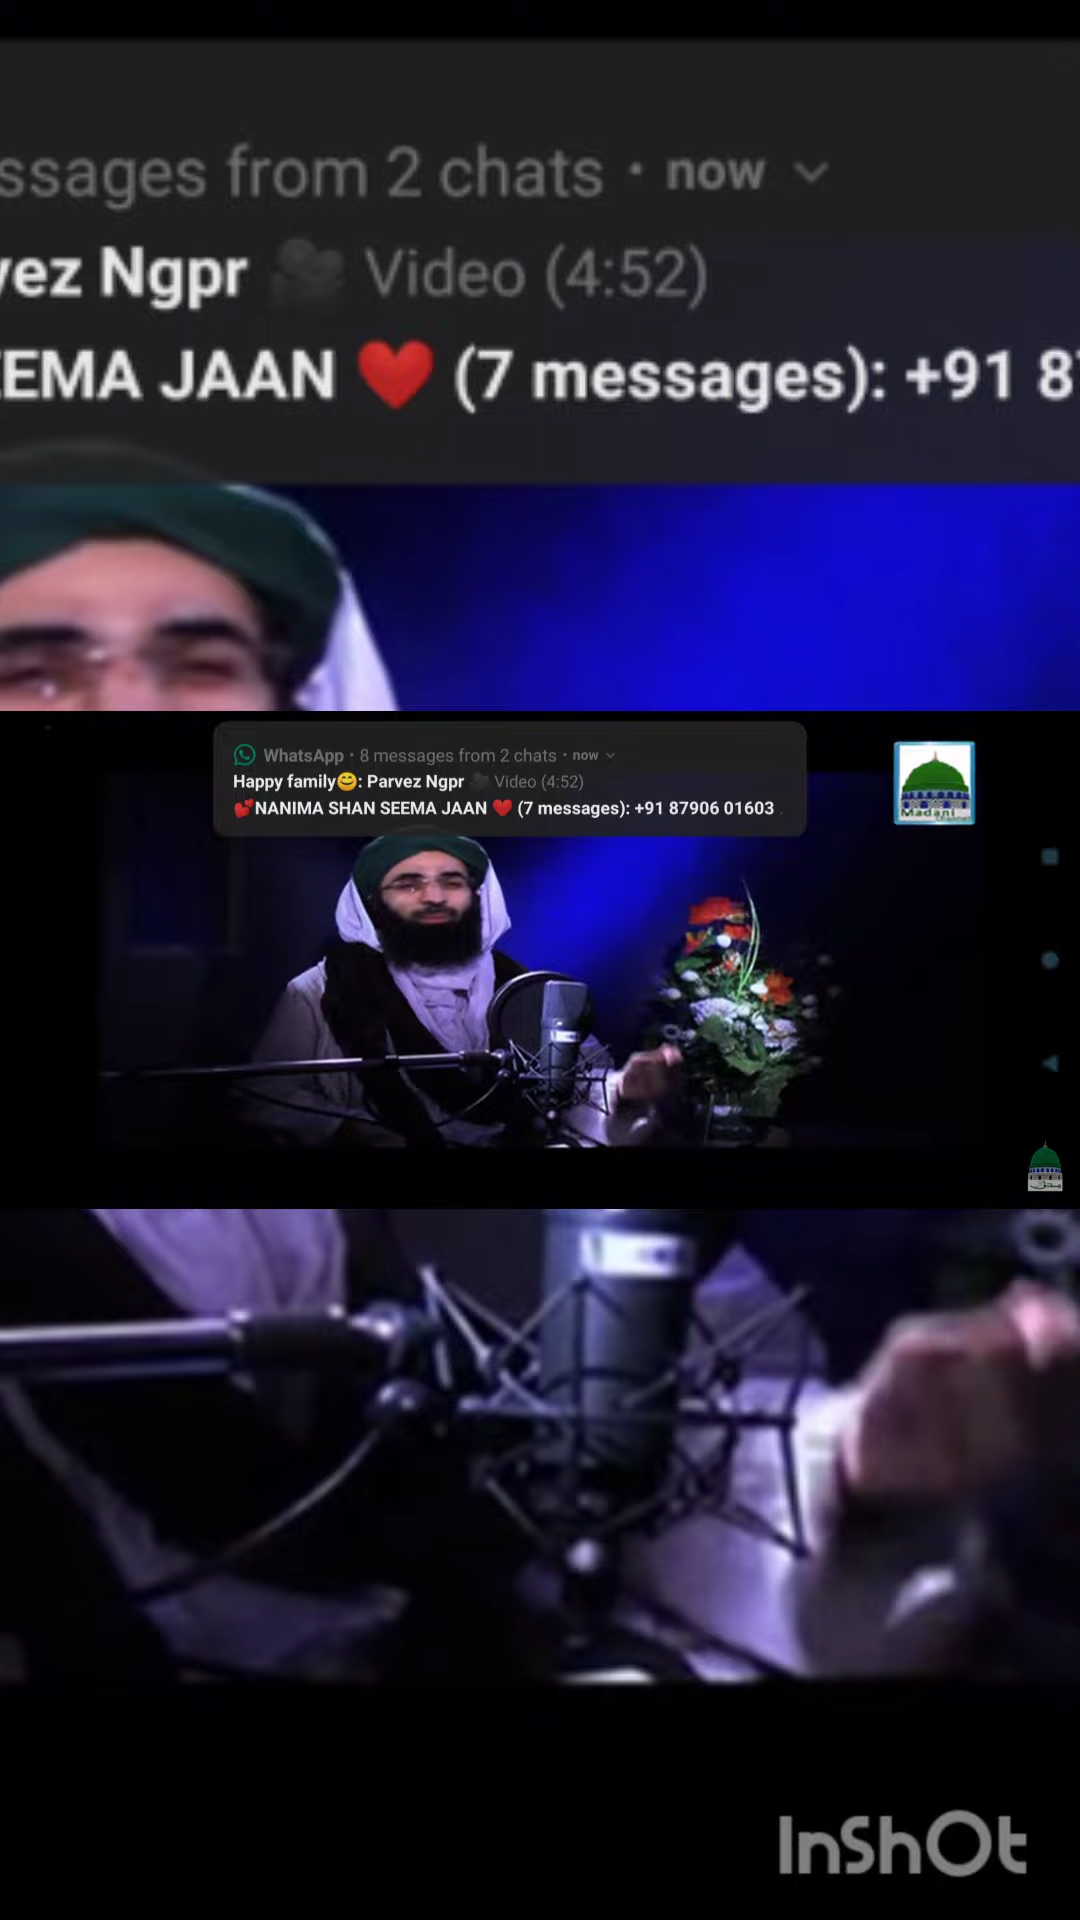 ssages from 2 chats • now
vez Ngpr 🎥 Video (4:52)
EEMA JAAN ❤️ (7 messages): +91 87
WhatsApp • 8 messages from 2 chats • now
Happy family😊: Parvez Ngpr 🎥 Video (4:52)
💕NANIMA SHAN SEEMA JAAN ❤️ (7 messages): +91 87906 01603
Madani
InShOt